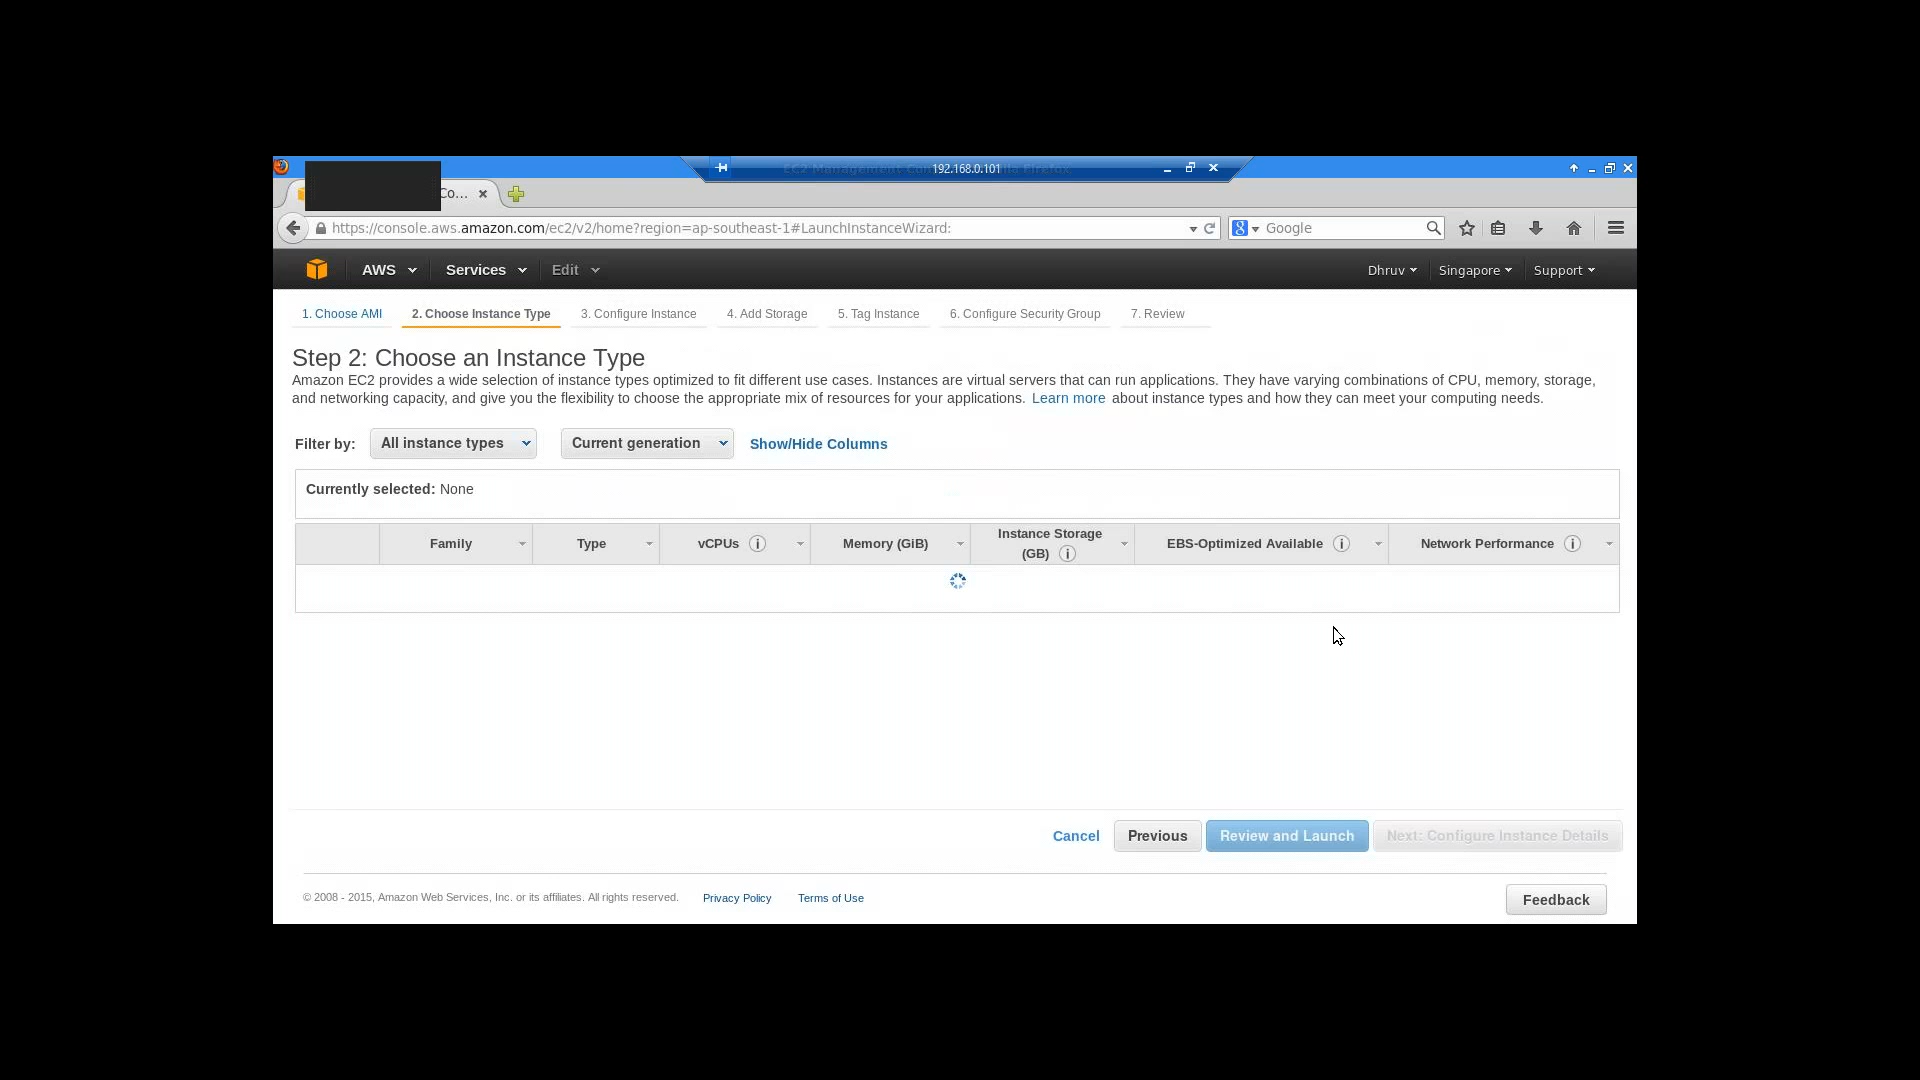 192.168.0.101
Co...
https://console.aws.amazon.com/ec2/v2/home?region=ap-southeast-1#LaunchInstanceWizard:
Google
AWS Services Edit Dhruv Singapore Support
1. Choose AMI 2. Choose Instance Type 3. Configure Instance 4. Add Storage 5. Tag Instance 6. Configure Security Group 7. Review
Step 2: Choose an Instance Type
Amazon EC2 provides a wide selection of instance types optimized to fit different use cases. Instances are virtual servers that can run applications. They have varying combinations of CPU, memory, storage,
and networking capacity, and give you the flexibility to choose the appropriate mix of resources for your applications. Learn more about instance types and how they can meet your computing needs.
Filter by: All instance types Current generation Show/Hide Columns
Currently selected: None
Family Type vCPUs Memory (GiB) Instance Storage (GB) EBS-Optimized Available Network Performance
Cancel Previous Review and Launch Next: Configure Instance Details
© 2008 - 2015, Amazon Web Services, Inc. or its affiliates. All rights reserved. Privacy Policy Terms of Use
Feedback